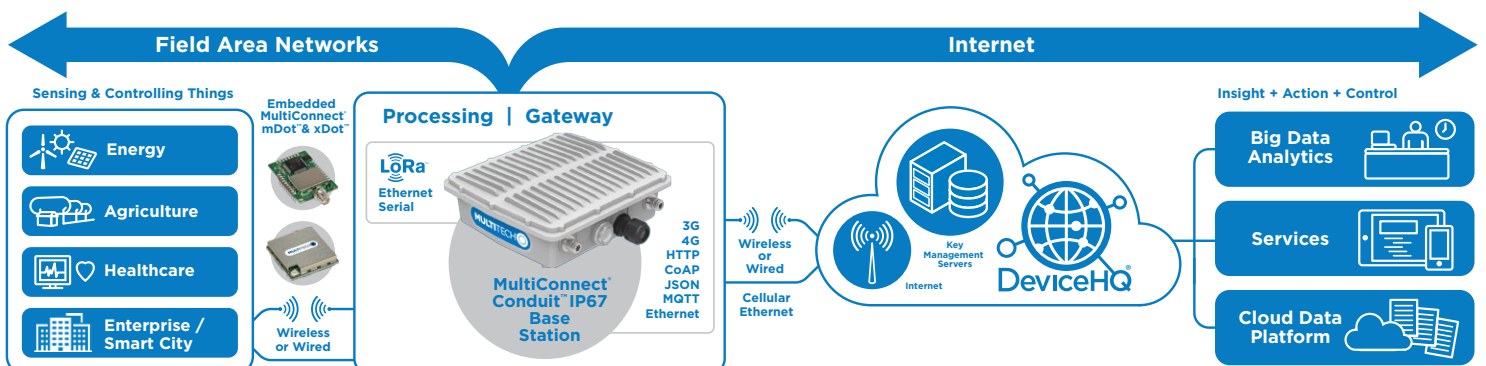 Field Area Networks
Internet
Sensing & Controlling Things
Energy
Agriculture
Healthcare
Enterprise /
Smart City
Embedded
MultiConnect®
mDot™ & xDot™
Wireless
or Wired
Processing | Gateway
LoRa™
Ethernet
Serial
MULTITECH
MultiConnect®
Conduit™ IP67
Base
Station
3G
4G
HTTP
CoAP
JSON
MQTT
Ethernet
Wireless
or
Wired
Cellular
Ethernet
Internet
Key
Management
Servers
DeviceHQ®
Insight + Action + Control
Big Data
Analytics
Services
Cloud Data
Platform